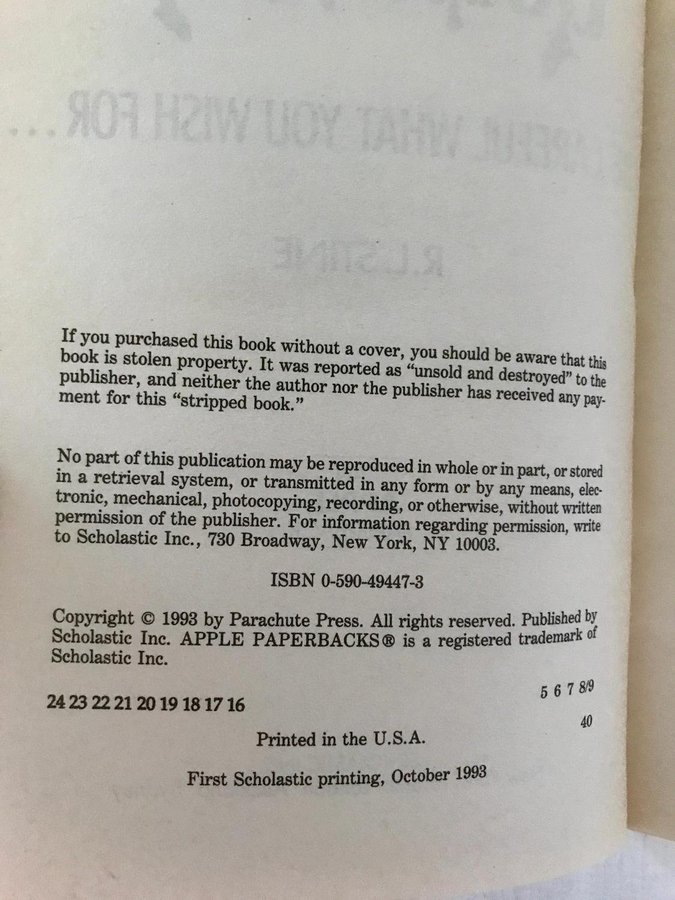 ...REFUL WHAT YOU WISH FOR...
R.L. STINE
If you purchased this book without a cover, you should be aware that this
book is stolen property. It was reported as “unsold and destroyed” to the
publisher, and neither the author nor the publisher has received any pay-
ment for this “stripped book.”
No part of this publication may be reproduced in whole or in part, or stored
in a retrieval system, or transmitted in any form or by any means, elec-
tronic, mechanical, photocopying, recording, or otherwise, without written
permission of the publisher. For information regarding permission, write
to Scholastic Inc., 730 Broadway, New York, NY 10003.
ISBN 0-590-49447-3
Copyright © 1993 by Parachute Press. All rights reserved. Published by
Scholastic Inc. APPLE PAPERBACKS® is a registered trademark of
Scholastic Inc.
24 23 22 21 20 19 18 17 16 5 6 7 8/9
40
Printed in the U.S.A.
First Scholastic printing, October 1993